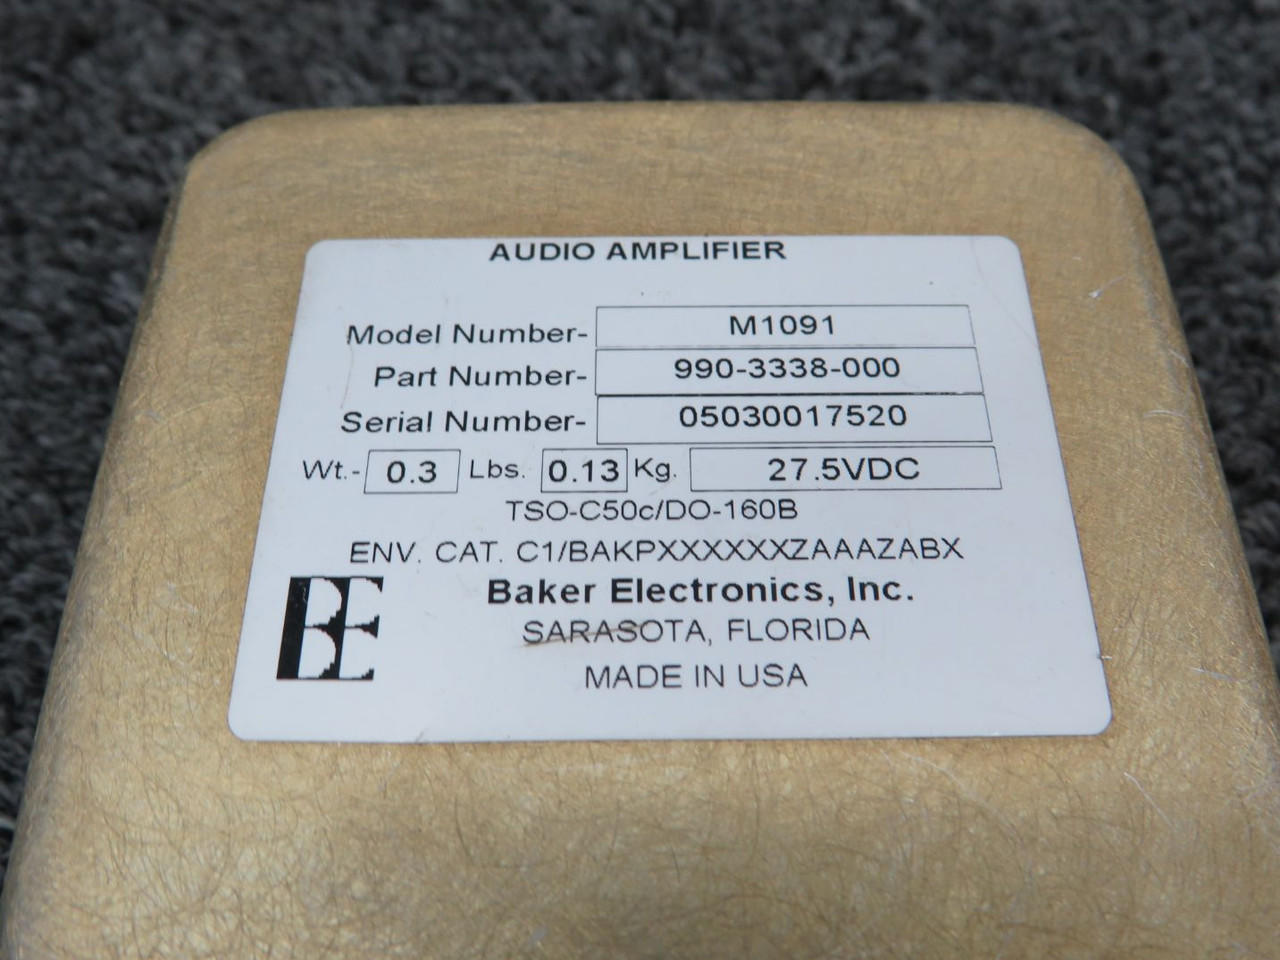 AUDIO AMPLIFIER
Model Number- M1091
Part Number- 990-3338-000
Serial Number- 05030017520
Wt.- 0.3 Lbs. 0.13 Kg. 27.5VDC
TSO-C50c/DO-160B
ENV. CAT. C1/BAKPXXXXXXZAAAZABX
BE
Baker Electronics, Inc.
SARASOTA, FLORIDA
MADE IN USA